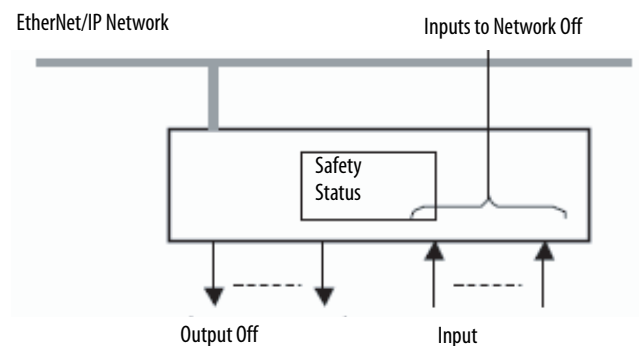 EtherNet/IP Network
Inputs to Network Off
Safety
Status
Output Off
Input